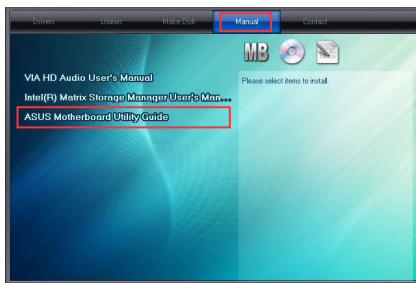 Drivers Utilities Make Disk Manual Contact
MB
VIA HD Audio User's Manual
Please select items to install.
Intel(R) Matrix Storage Manager User's Man...
ASUS Motherboard Utility Guide